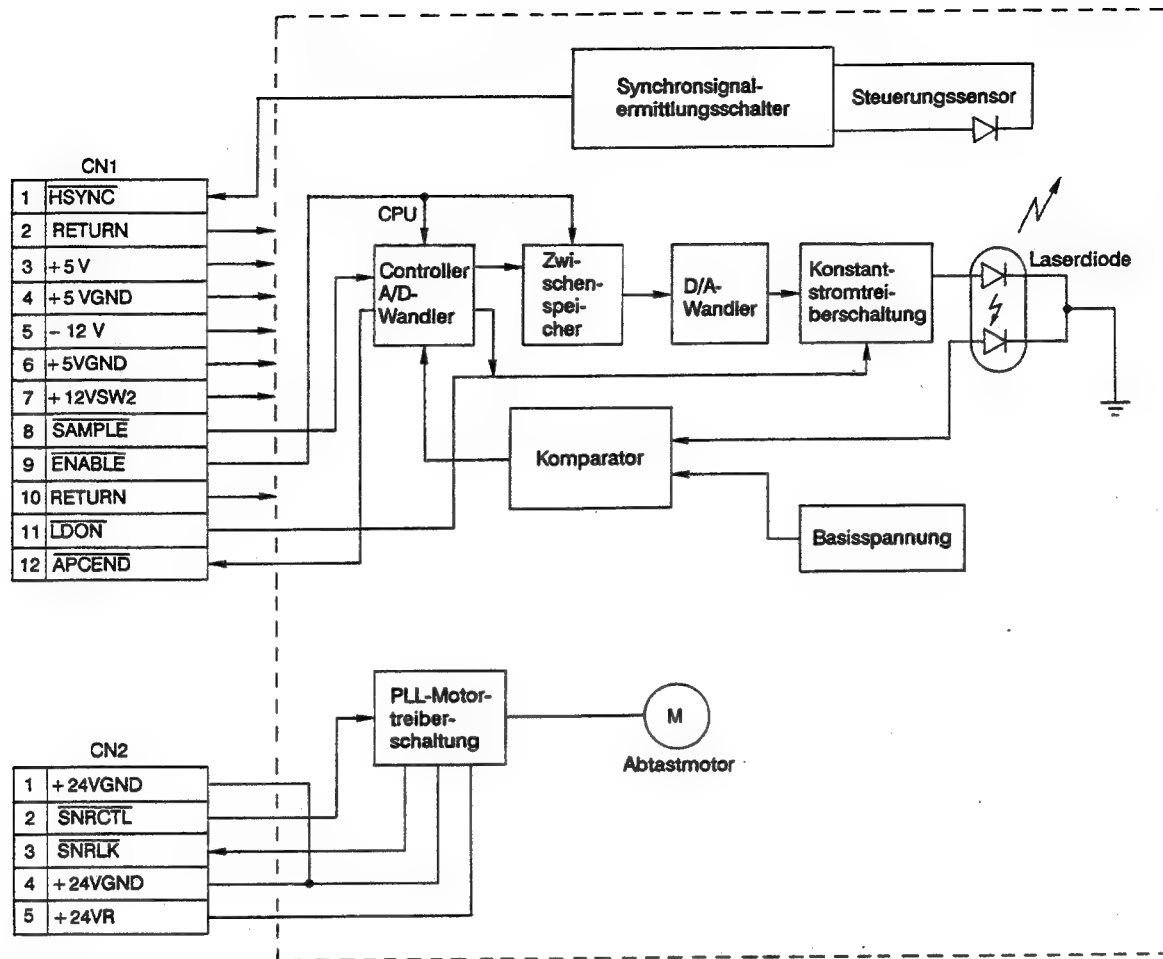 Synchronsignal-
ermittlungsschalter
Steuerungssensor
CN1
1 HSYNC
2 RETURN
3 +5 V
4 +5 VGND
5 - 12 V
6 +5VGND
7 +12VSW2
8 SAMPLE
9 ENABLE
10 RETURN
11 LDON
12 APCEND
CPU
Controller
A/D-
Wandler
Zwi-
schen-
spei-
cher
D/A-
Wandler
Konstant-
stromtrei-
berschaltung
Laserdiode
Komparator
Basisspannung
PLL-Motor-
treiber-
schaltung
M
Abtastmotor
CN2
1 +24VGND
2 SNRCTL
3 SNRLK
4 +24VGND
5 +24VR